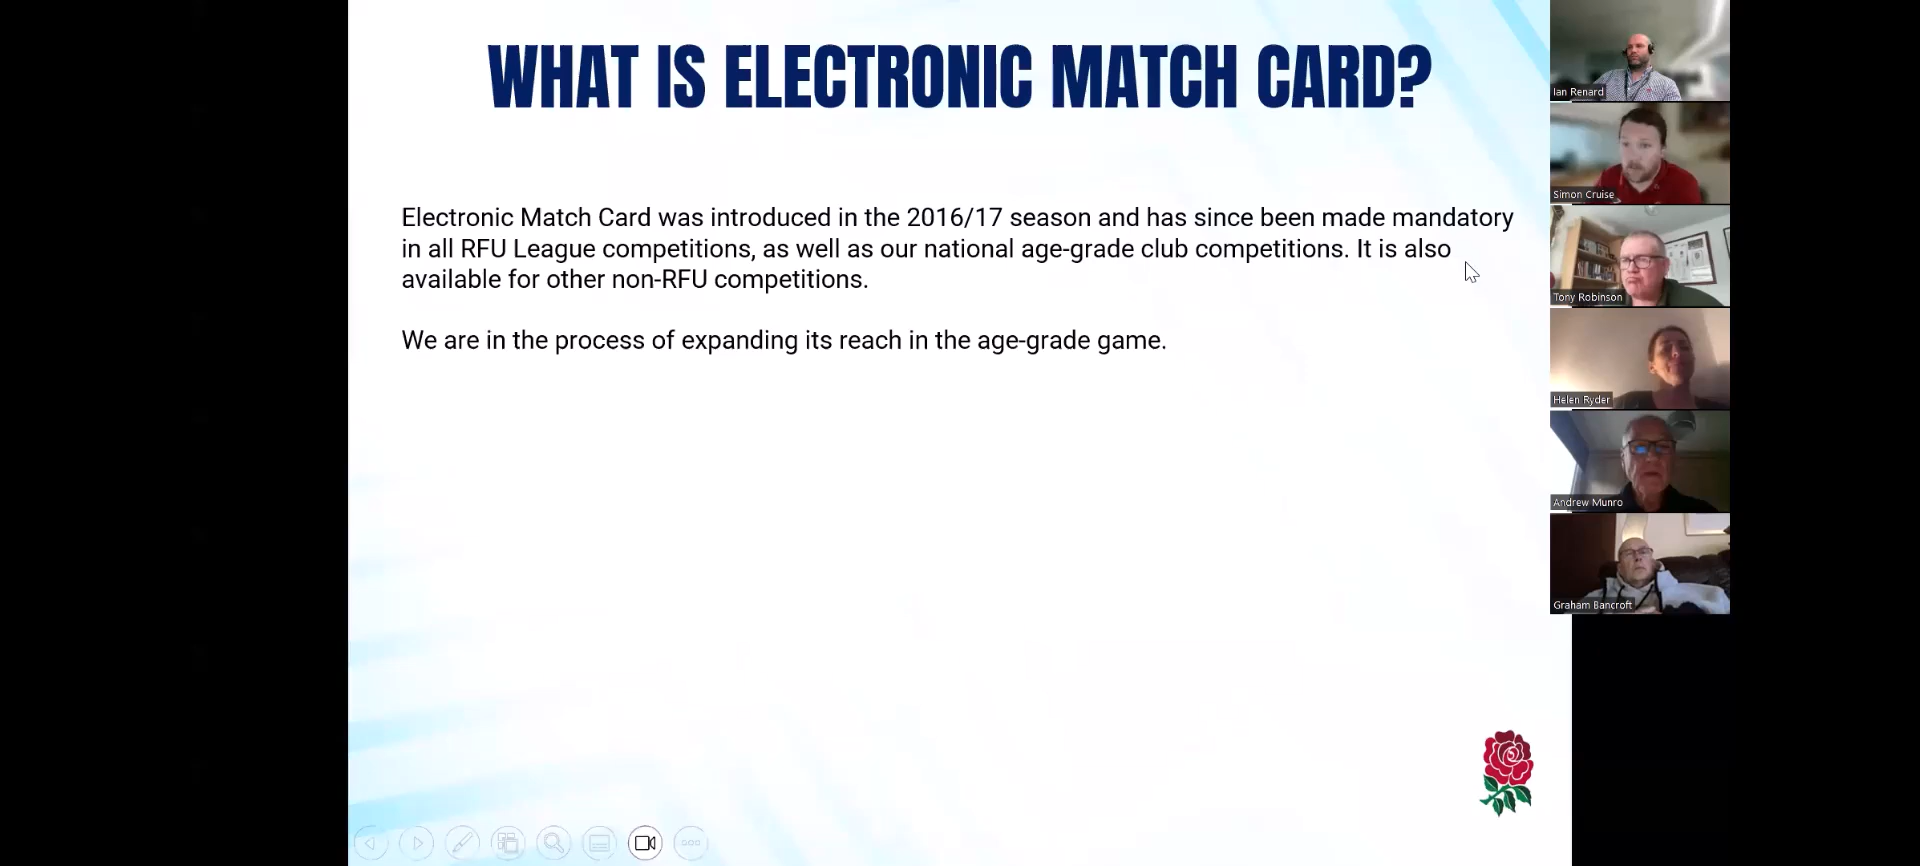 WHAT IS ELECTRONIC MATCH CARD?
Electronic Match Card was introduced in the 2016/17 season and has since been made mandatory
in all RFU League competitions, as well as our national age-grade club competitions. It is also
available for other non-RFU competitions.
We are in the process of expanding its reach in the age-grade game.
Ian Renard
Simon Cruise
Tony Robinson
Helen Ryder
Andrew Munro
Graham Bancroft